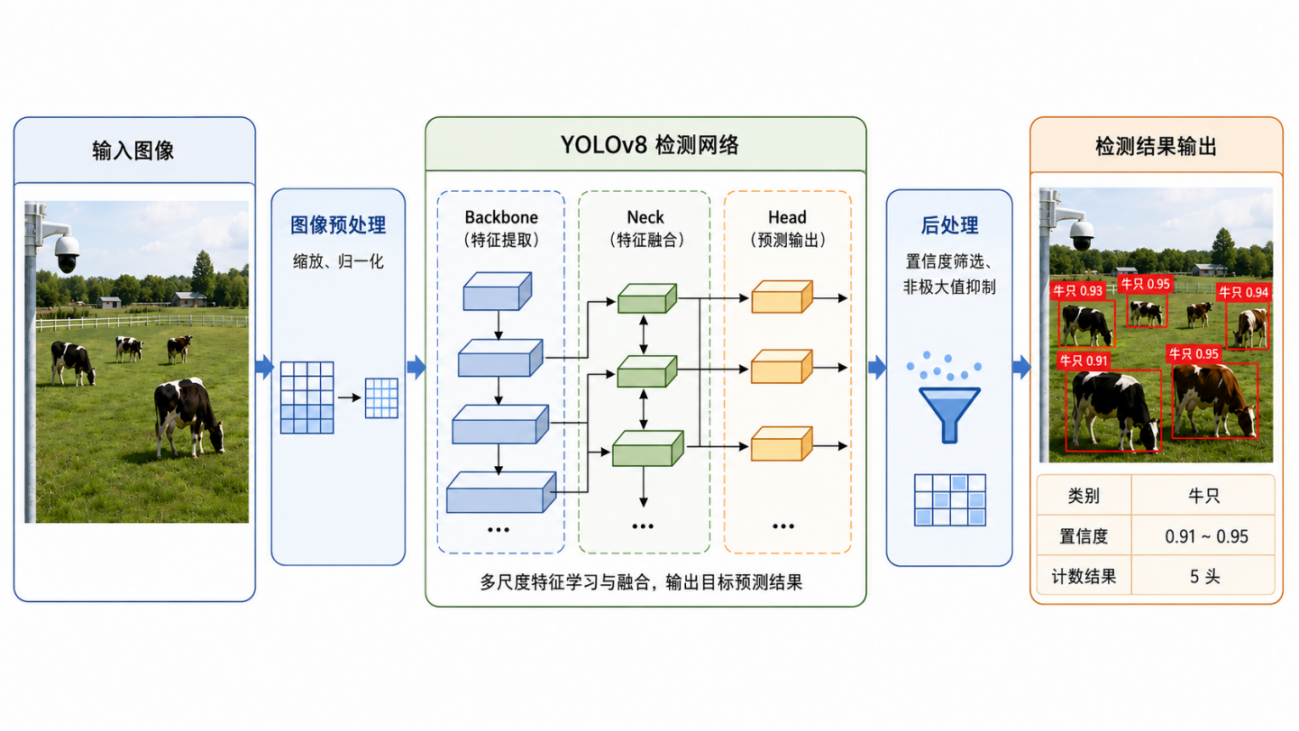 输入图像
图像预处理
缩放、归一化
YOLOv8 检测网络
Backbone
（特征提取）
...
Neck
（特征融合）
...
Head
（预测输出）
...
多尺度特征学习与融合，输出目标预测结果
后处理
置信度筛选、
非极大值抑制
检测结果输出
牛只 0.93
牛只 0.95
牛只 0.94
牛只 0.91
牛只 0.95
类别 牛只
置信度 0.91 ~ 0.95
计数结果 5 头